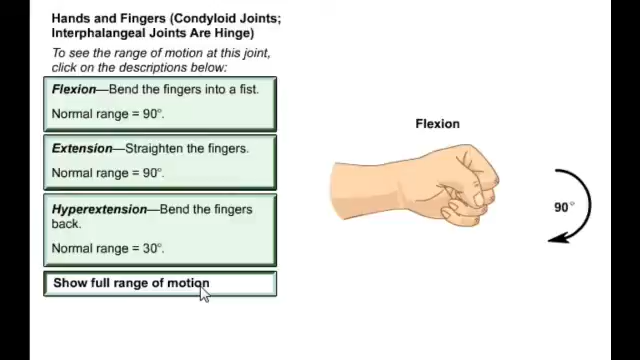 Hands and Fingers (Condyloid Joints;
Interphalangeal Joints Are Hinge)
To see the range of motion at this joint,
click on the descriptions below:
Flexion—Bend the fingers into a fist.
Normal range = 90°.
Extension—Straighten the fingers.
Normal range = 90°.
Hyperextension—Bend the fingers
back.
Normal range = 30°.
Show full range of motion
Flexion
90°